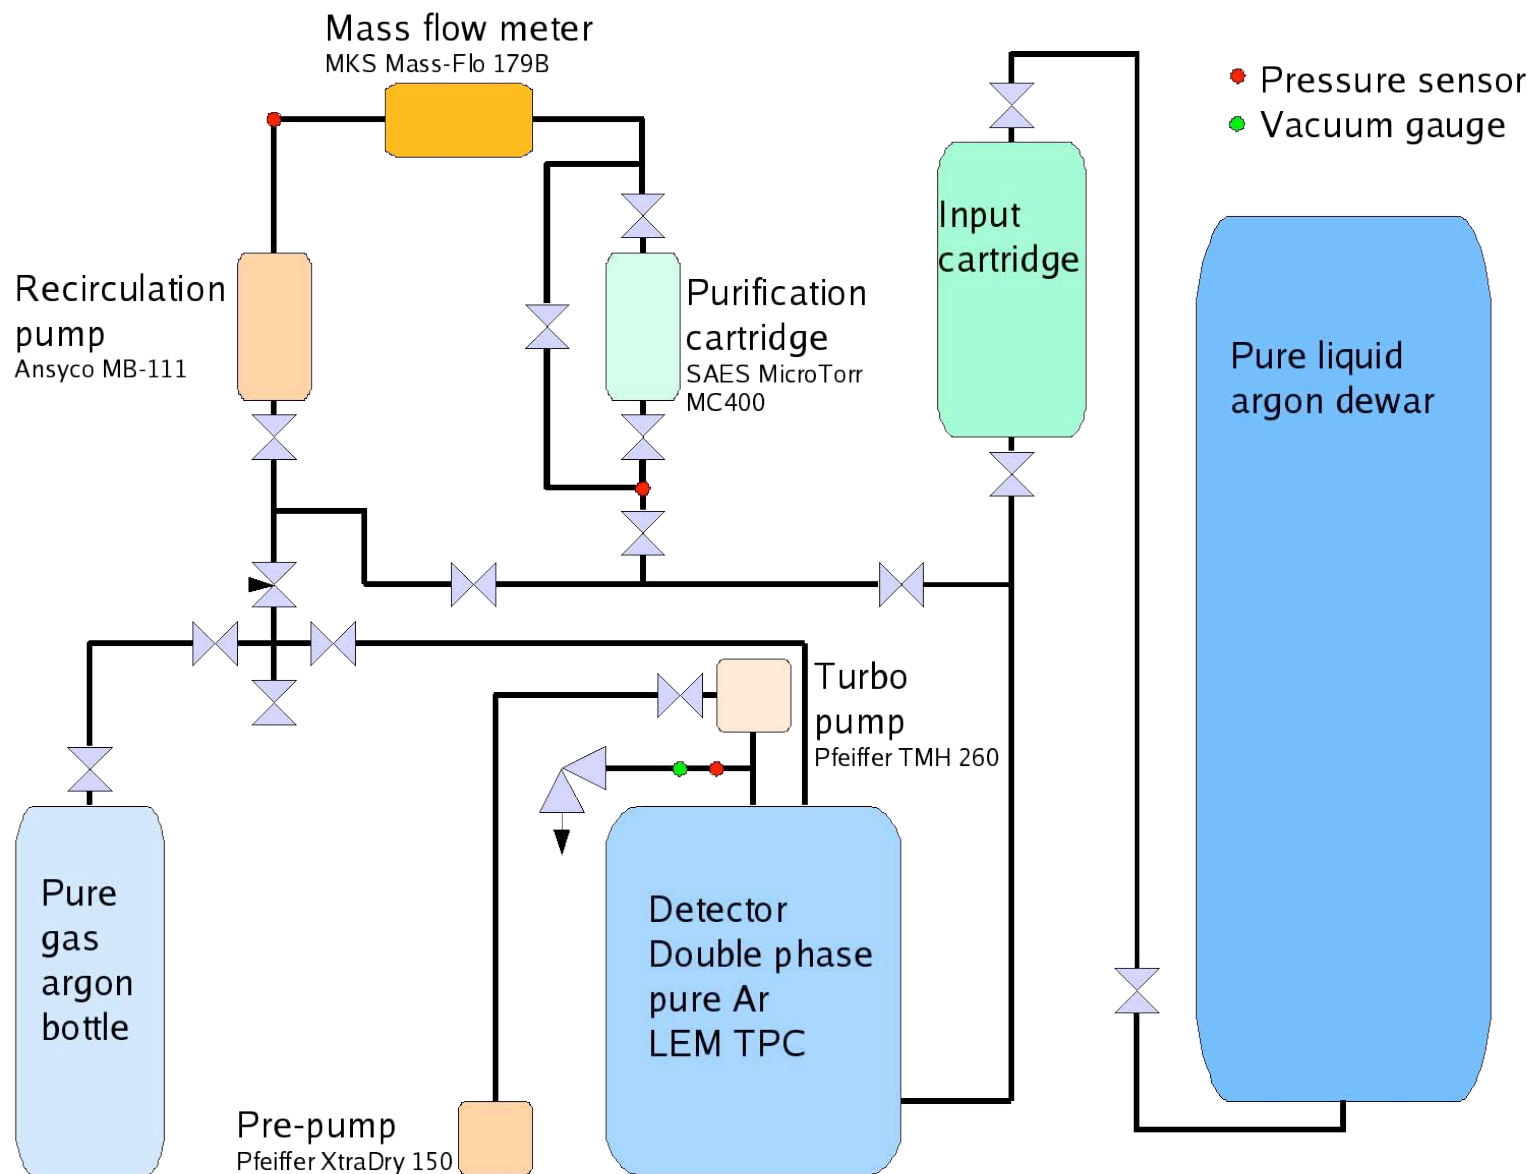 Mass flow meter
MKS Mass-Flo 179B
Pressure sensor
Vacuum gauge
Input
cartridge
Recirculation
pump
Ansyco MB-111
Purification
cartridge
SAES MicroTorr
MC400
Pure liquid
argon dewar
Turbo
pump
Pfeiffer TMH 260
Pure
gas
argon
bottle
Detector
Double phase
pure Ar
LEM TPC
Pre-pump
Pfeiffer XtraDry 150